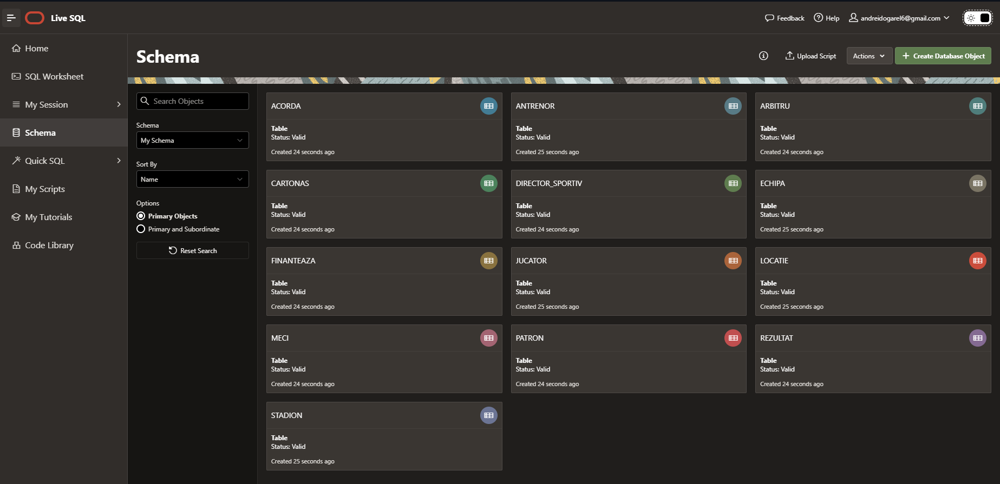 Live SQL
Feedback
Help
andreidogarel6@gmail.com
Home
SQL Worksheet
My Session
Schema
Quick SQL
My Scripts
My Tutorials
Code Library
Schema
Upload Script
Actions
Create Database Object
Search Objects
Schema
My Schema
Sort By
Name
Options
Primary Objects
Primary and Subordinate
Reset Search
ACORDA
Table
Status: Valid
Created 24 seconds ago
ANTRENOR
Table
Status: Valid
Created 25 seconds ago
ARBITRU
Table
Status: Valid
Created 24 seconds ago
CARTONAS
Table
Status: Valid
Created 24 seconds ago
DIRECTOR_SPORTIV
Table
Status: Valid
Created 24 seconds ago
ECHIPA
Table
Status: Valid
Created 25 seconds ago
FINANTEAZA
Table
Status: Valid
Created 24 seconds ago
JUCATOR
Table
Status: Valid
Created 25 seconds ago
LOCATIE
Table
Status: Valid
Created 25 seconds ago
MECI
Table
Status: Valid
Created 24 seconds ago
PATRON
Table
Status: Valid
Created 24 seconds ago
REZULTAT
Table
Status: Valid
Created 24 seconds ago
STADION
Table
Status: Valid
Created 25 seconds ago